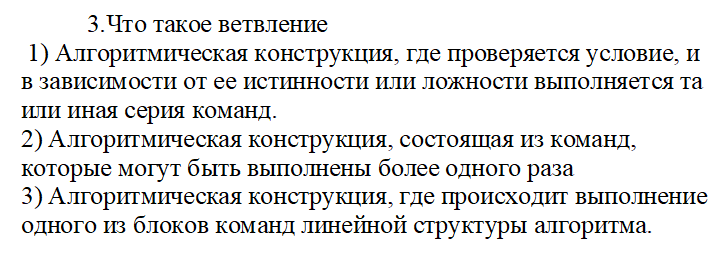 3.Что такое ветвление
1) Алгоритмическая конструкция, где проверяется условие, и
в зависимости от ее истинности или ложности выполняется та
или иная серия команд.
2) Алгоритмическая конструкция, состоящая из команд,
которые могут быть выполнены более одного раза
3) Алгоритмическая конструкция, где происходит выполнение
одного из блоков команд линейной структуры алгоритма.